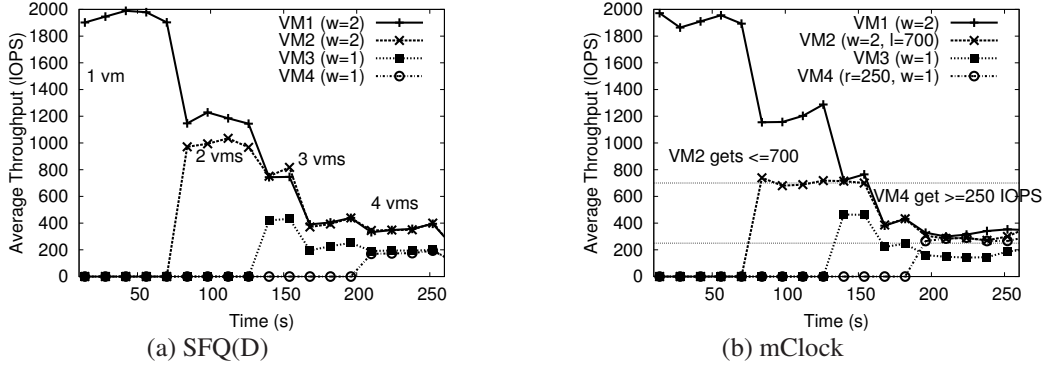 2000
1800
1600
1400
1200
1000
800
600
400
200
0
Average Throughput (IOPS)
VM1 (w=2)
VM2 (w=2)
VM3 (w=1)
VM4 (w=1)
1 vm
2 vms
3 vms
4 vms
50 100 150 200 250
Time (s)
(a) SFQ(D)
2000
1800
1600
1400
1200
1000
800
600
400
200
0
Average Throughput (IOPS)
VM1 (w=2)
VM2 (w=2, l=700)
VM3 (w=1)
VM4 (r=250, w=1)
VM2 gets <=700
VM4 get >=250 IOPS
50 100 150 200 250
Time (s)
(b) mClock